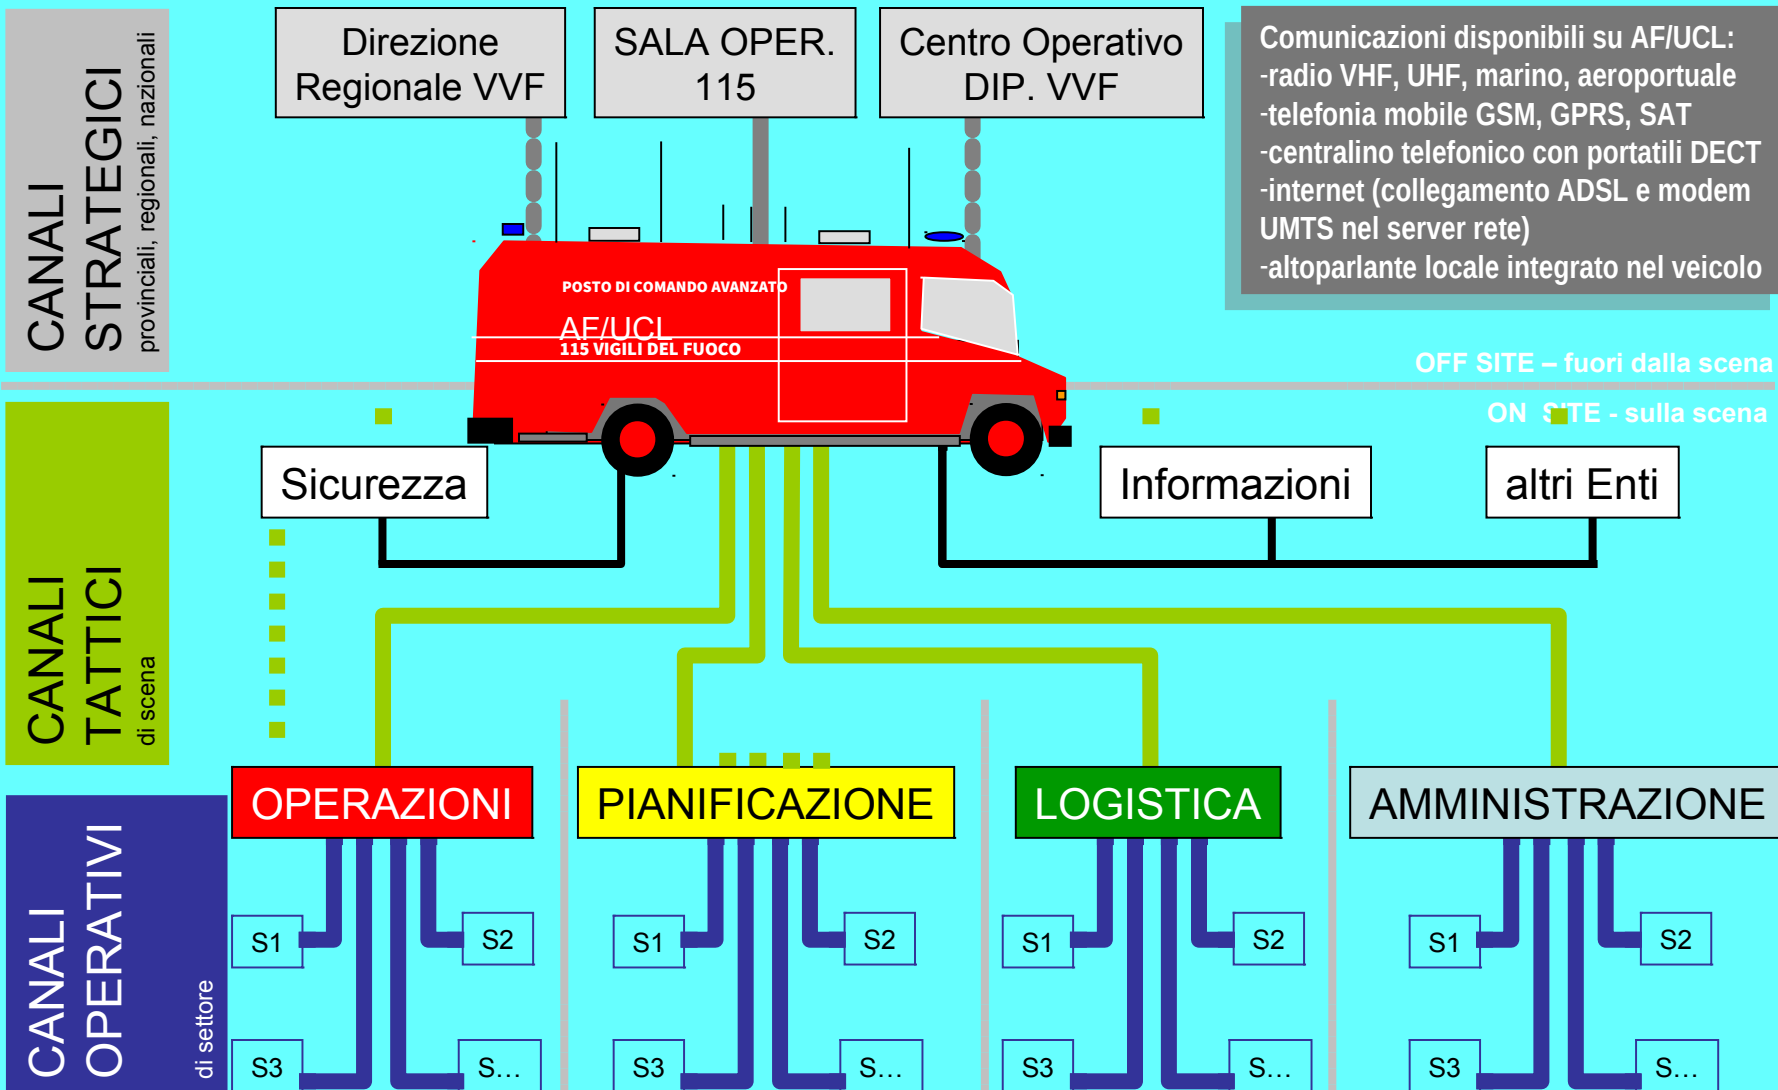 CANALI
STRATEGICI
provinciali, regionali, nazionali
Direzione
Regionale VVF
SALA OPER.
115
Centro Operativo
DIP. VVF
Comunicazioni disponibili su AF/UCL:
-radio VHF, UHF, marino, aeroportuale
-telefonia mobile GSM, GPRS, SAT
-centralino telefonico con portatili DECT
-internet (collegamento ADSL e modem
UMTS nel server rete)
-altoparlante locale integrato nel veicolo
POSTO DI COMANDO AVANZATO
AF/UCL
115 VIGILI DEL FUOCO
OFF SITE – fuori dalla scena
ON SITE - sulla scena
CANALI
TATTICI
di scena
Sicurezza
Informazioni
altri Enti
OPERAZIONI
PIANIFICAZIONE
LOGISTICA
AMMINISTRAZIONE
CANALI
OPERATIVI
di settore
S1
S2
S1
S2
S1
S2
S1
S2
S3
S…
S3
S…
S3
S…
S3
S…